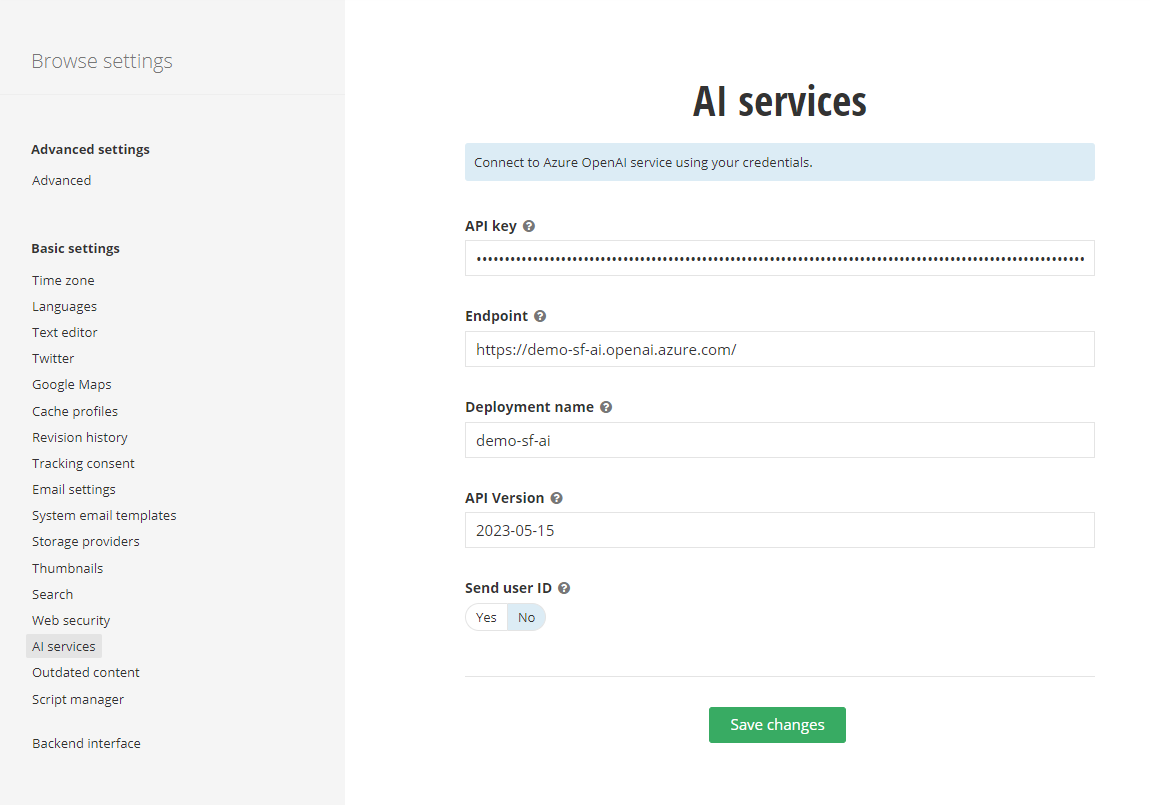 Browse settings
Advanced settings
Advanced
Basic settings
Time zone
Languages
Text editor
Twitter
Google Maps
Cache profiles
Revision history
Tracking consent
Email settings
System email templates
Storage providers
Thumbnails
Search
Web security
AI services
Outdated content
Script manager
Backend interface
AI services
Connect to Azure OpenAI service using your credentials.
API key
Endpoint
https://demo-sf-ai.openai.azure.com/
Deployment name
demo-sf-ai
API Version
2023-05-15
Send user ID
Yes No
Save changes